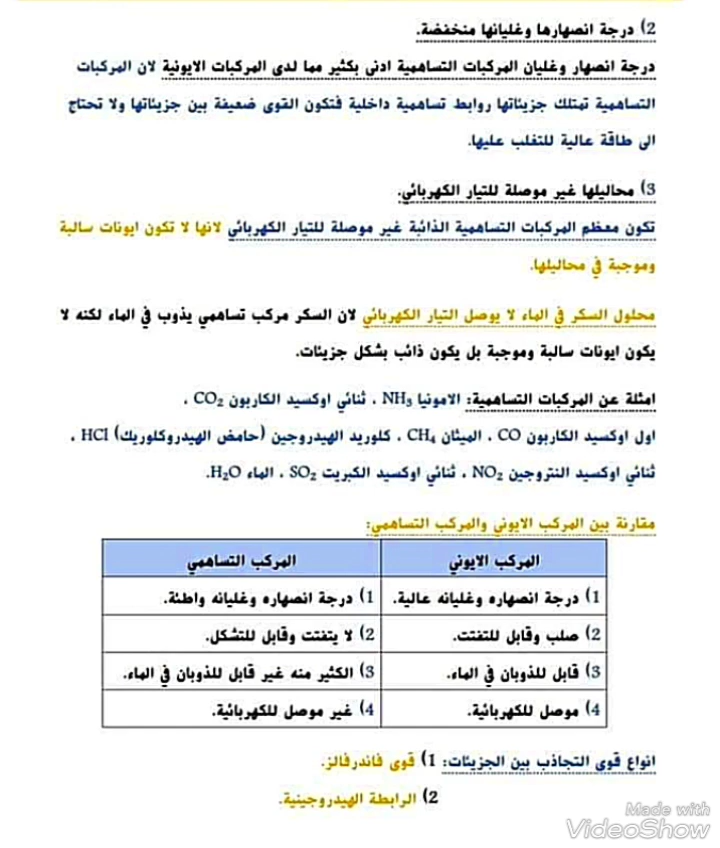 2) درجة انصهارها وغليانها منخفضة.
درجة انصهار وغليان المركبات التساهمية ادنى بكثير مما لدى المركبات الايونية لان المركبات
التساهمية تمتلك جزيئاتها روابط تساهمية داخلية فتكون القوى ضعيفة بين جزيئاتها ولا تحتاج
الى طاقة عالية للتغلب عليها.
3) محاليلها غير موصلة للتيار الكهربائي.
تكون معظم المركبات التساهمية الذائبة غير موصلة للتيار الكهربائي لانها لا تكون ايونات سالبة
وموجبة في محاليلها.
محلول السكر في الماء لا يوصل التيار الكهربائي لان السكر مركب تساهمي يذوب في الماء لكنه لا
يكون ايونات سالبة وموجبة بل يكون ذائب بشكل جزيئات.
امثلة عن المركبات التساهمية: الامونيا NH₃ ، ثنائي اوكسيد الكاربون CO₂ ،
اول اوكسيد الكاربون CO ، الميثان CH₄ ، كلوريد الهيدروجين (حامض الهيدروكلوريك) HCl ،
ثنائي اوكسيد النتروجين NO₂ ، ثنائي اوكسيد الكبريت SO₂ ، الماء H₂O.
مقارنة بين المركب الايوني والمركب التساهمي:
المركب الايوني المركب التساهمي
1) درجة انصهاره وغليانه عالية. 1) درجة انصهاره وغليانه واطئة.
2) صلب وقابل للتفتت. 2) لا يتفتت وقابل للتشكل.
3) قابل للذوبان في الماء. 3) الكثير منه غير قابل للذوبان في الماء.
4) موصل للكهربائية. 4) غير موصل للكهربائية.
انواع قوى التجاذب بين الجزيئات: 1) قوى فاندرفالز.
2) الرابطة الهيدروجينية.
Made with
VideoShow